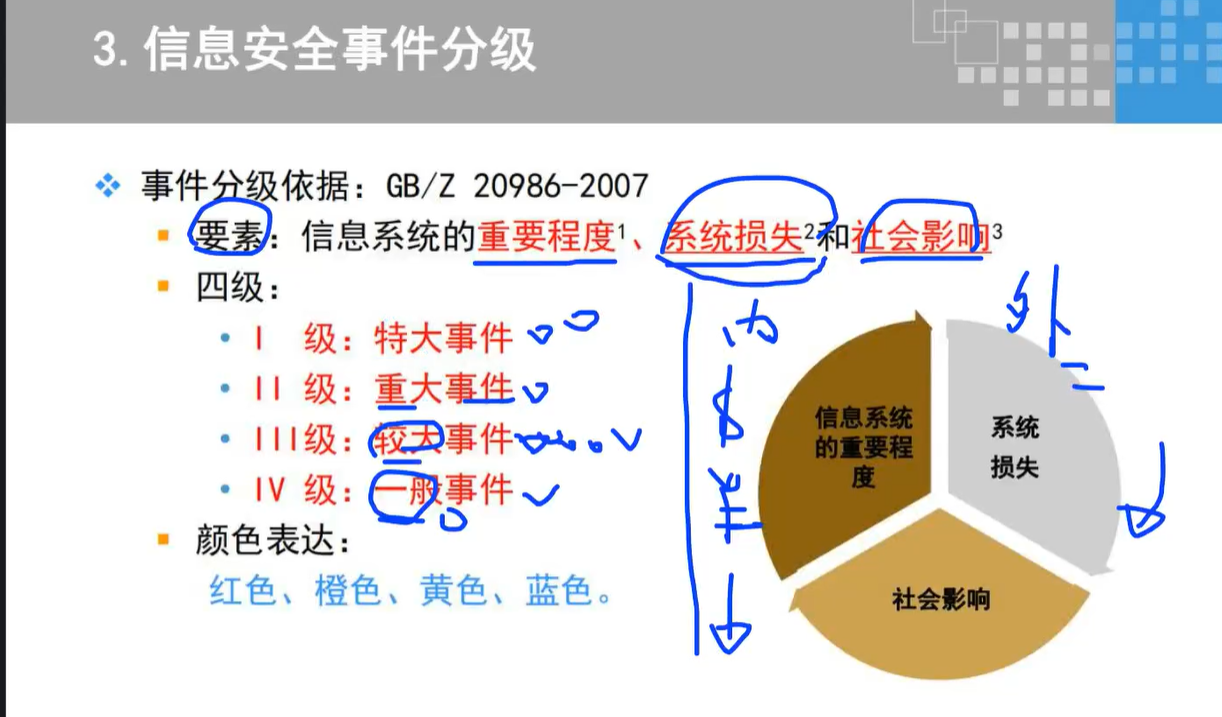 3. 信息安全事件分级
事件分级依据：GB/Z 20986-2007
要素：信息系统的重要程度¹、系统损失²和社会影响³
四级：
I 级：特大事件
II 级：重大事件
III级：较大事件
IV 级：一般事件
颜色表达：
红色、橙色、黄色、蓝色。
信息系统
的重要程
度
系统
损失
社会影响